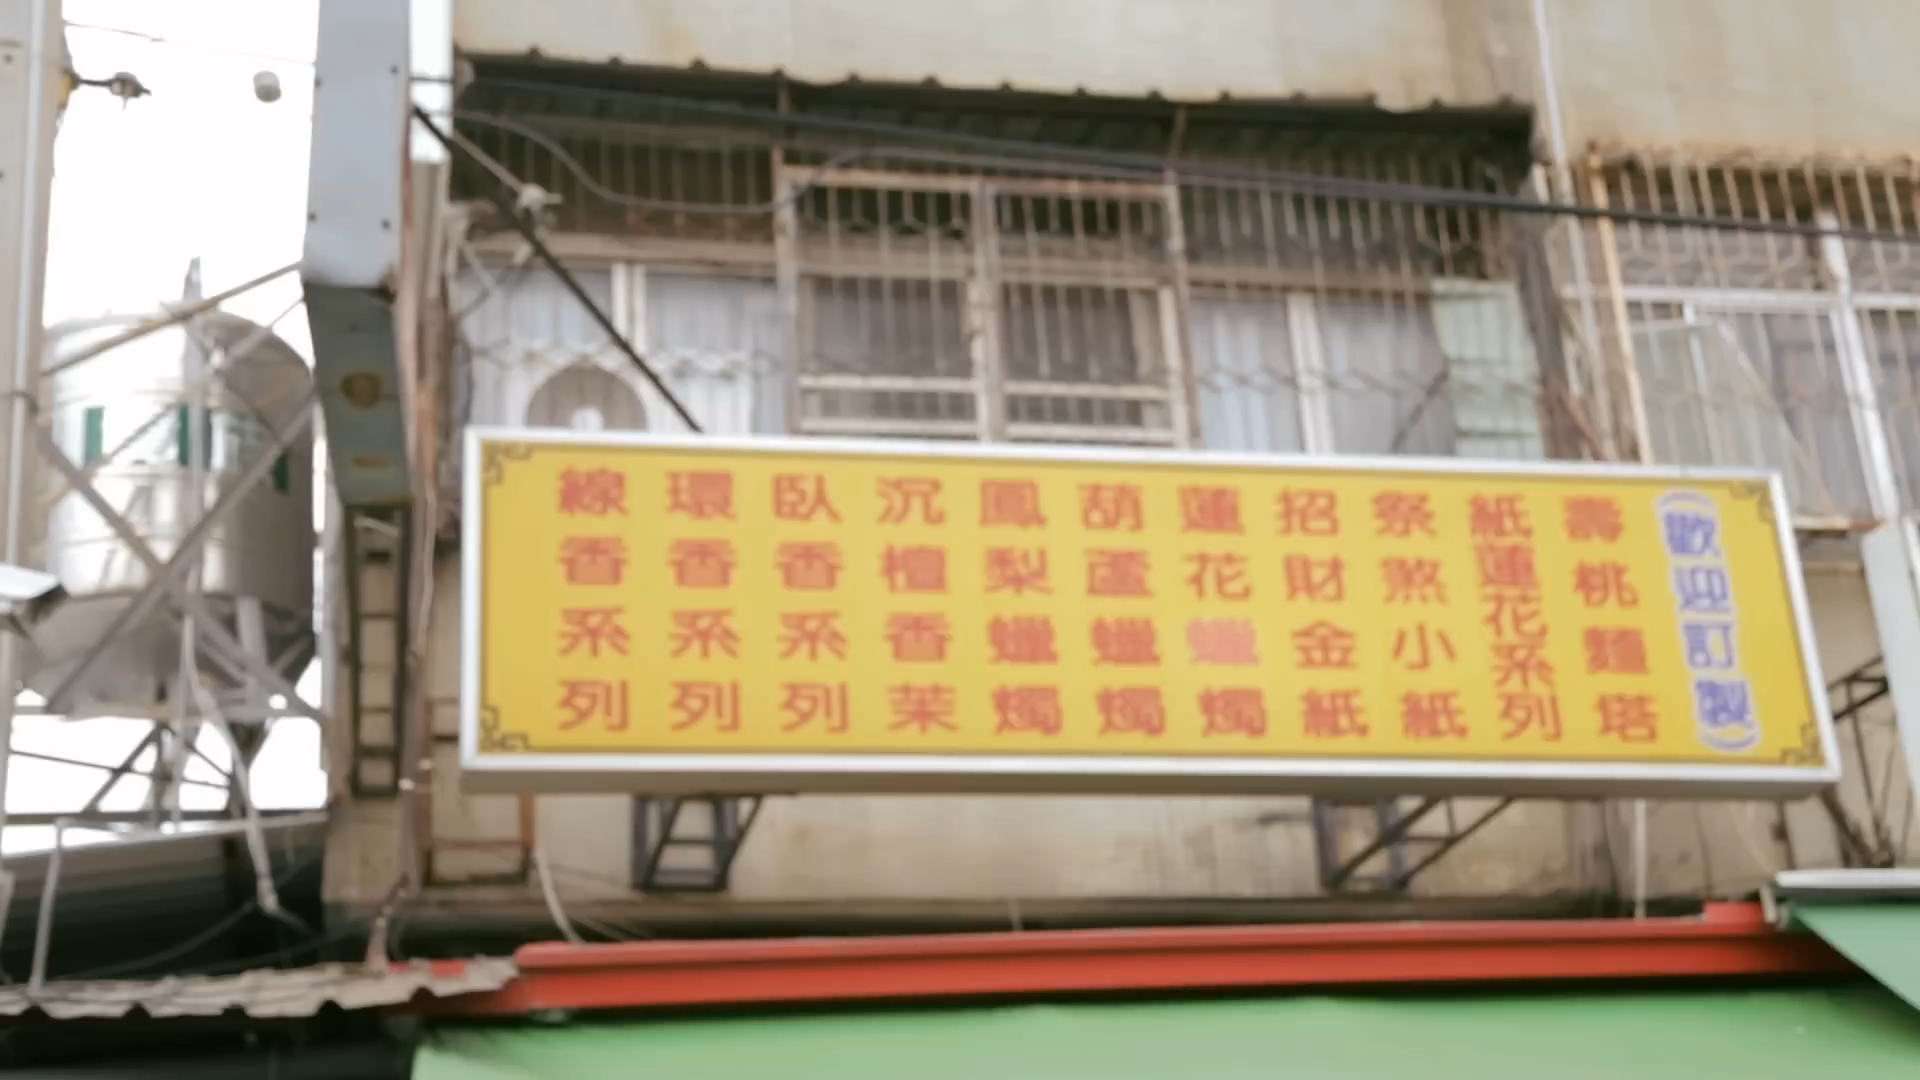 線香系列
環香系列
臥香系列
沉檀香茉
鳳梨蠟燭
葫蘆蠟燭
蓮花蠟燭
招財金紙
祭煞小紙
紙蓮花系列
壽桃麵塔
(歡迎訂製)